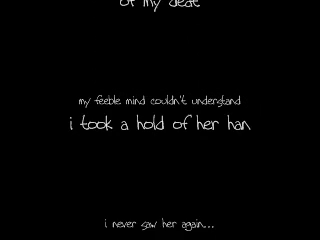 of my deat
my feeble mind couldn't understand
i took a hold of her han
i never saw her again...